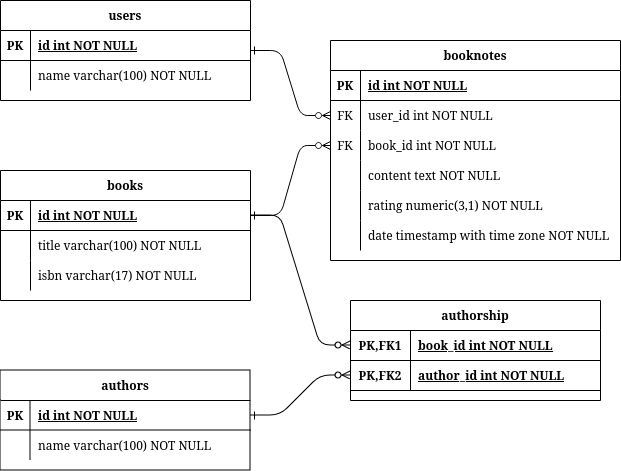 users
PK id int NOT NULL
name varchar(100) NOT NULL
booknotes
PK id int NOT NULL
FK user_id int NOT NULL
FK book_id int NOT NULL
content text NOT NULL
rating numeric(3,1) NOT NULL
date timestamp with time zone NOT NULL
books
PK id int NOT NULL
title varchar(100) NOT NULL
isbn varchar(17) NOT NULL
authorship
PK,FK1 book_id int NOT NULL
PK,FK2 author_id int NOT NULL
authors
PK id int NOT NULL
name varchar(100) NOT NULL